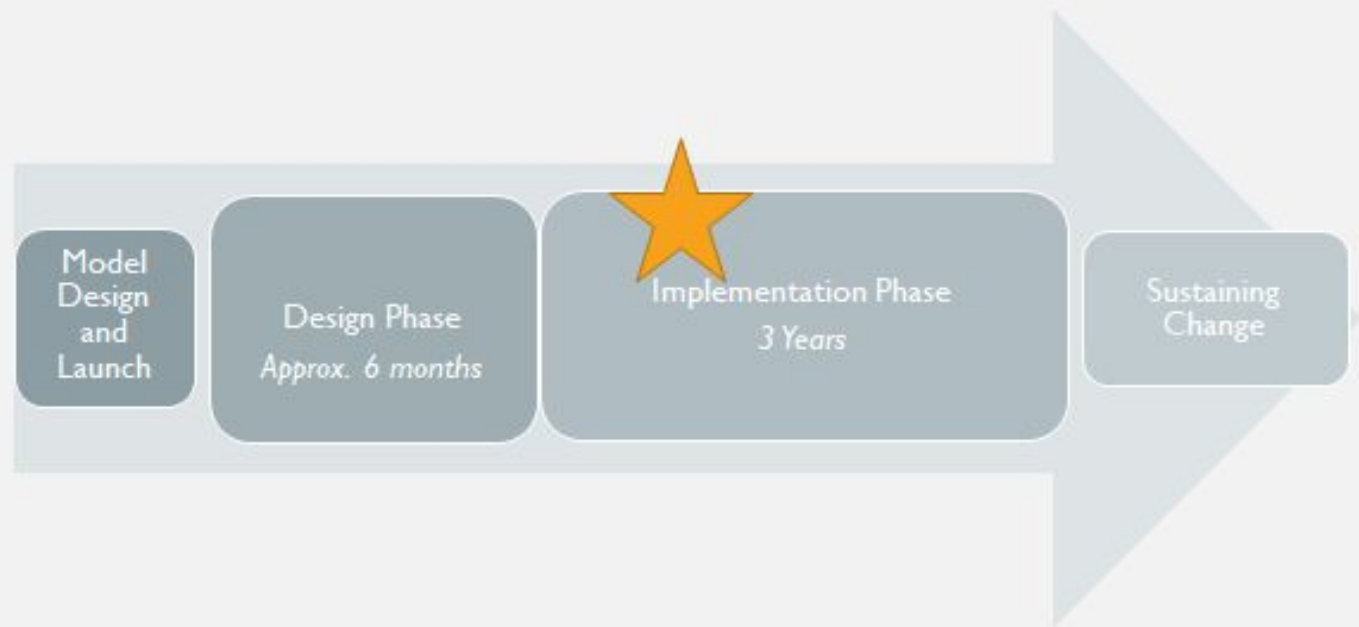 Model
Design
and
Launch
Design Phase
Approx. 6 months
Implementation Phase
3 Years
Sustaining
Change